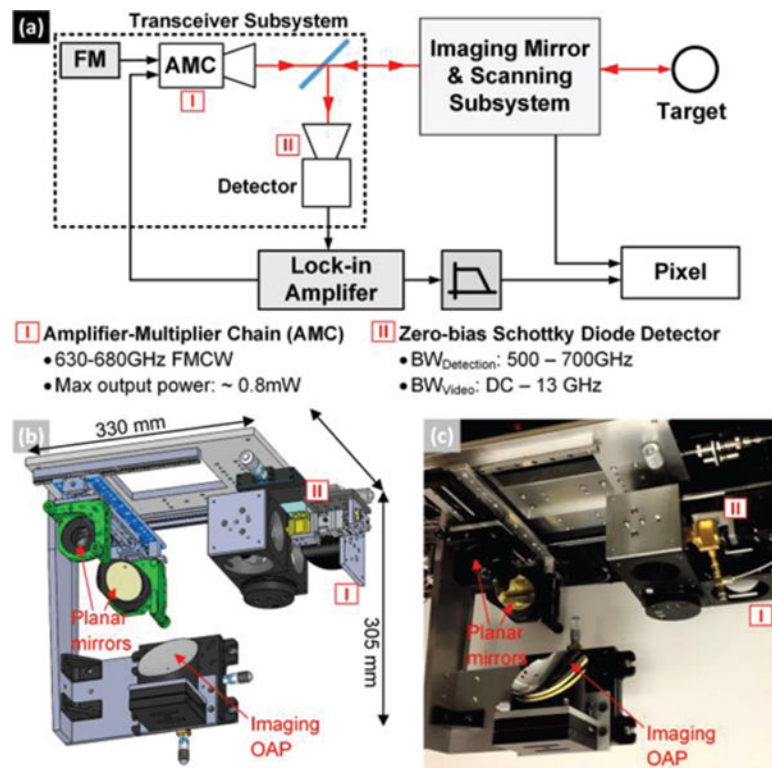 (a)
Transceiver Subsystem
FM
AMC
I
II
Detector
Imaging Mirror
& Scanning
Subsystem
Target
Lock-in
Amplifer
Pixel
I Amplifier-Multiplier Chain (AMC)
• 630-680GHz FMCW
• Max output power: ~ 0.8mW
II Zero-bias Schottky Diode Detector
• BWDetection: 500 – 700GHz
• BWVideo: DC – 13 GHz
(b)
330 mm
II
I
Planar
mirrors
305 mm
Imaging
OAP
(c)
II
I
Planar
mirrors
Imaging
OAP